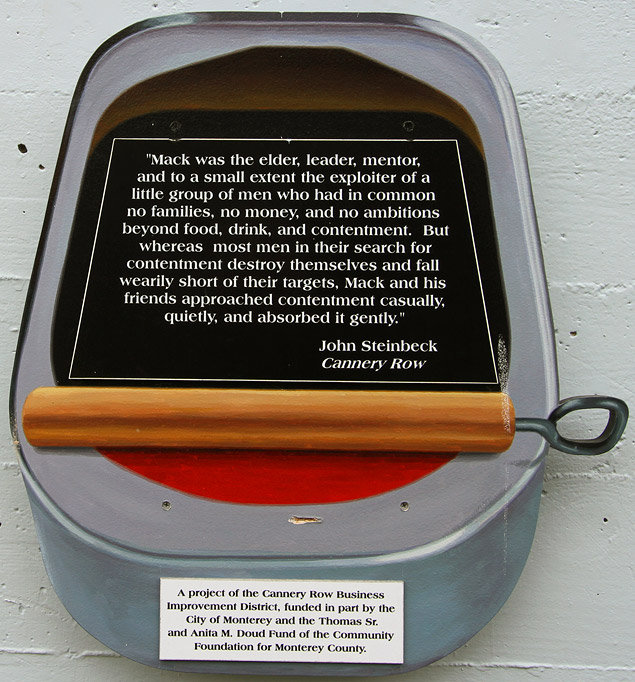 "Mack was the elder, leader, mentor,
and to a small extent the exploiter of a
little group of men who had in common
no families, no money, and no ambitions
beyond food, drink, and contentment. But
whereas most men in their search for
contentment destroy themselves and fall
wearily short of their targets, Mack and his
friends approached contentment casually,
quietly, and absorbed it gently."
John Steinbeck
Cannery Row
A project of the Cannery Row Business
Improvement District, funded in part by the
City of Monterey and the Thomas Sr.
and Anita M. Doud Fund of the Community
Foundation for Monterey County.